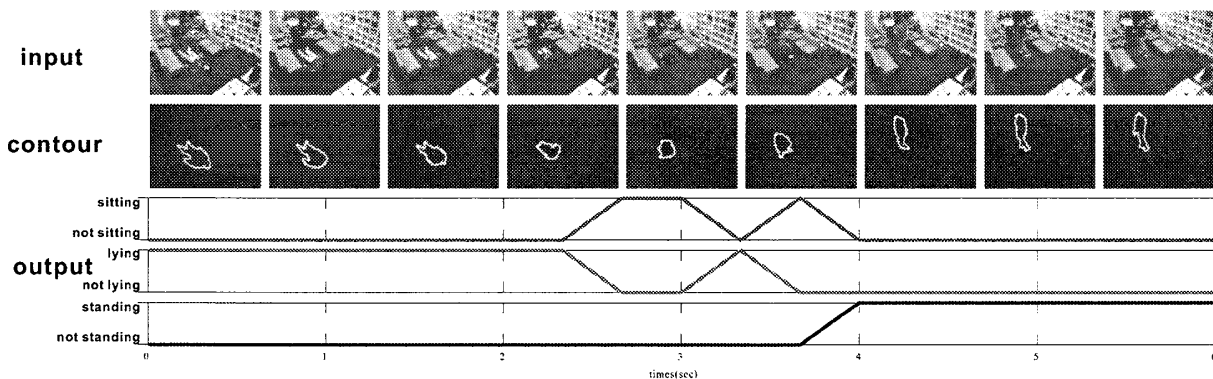 input
contour
sitting
not sitting
output
lying
not lying
standing
not standing
0 1 2 3 4 5 6
times(sec)